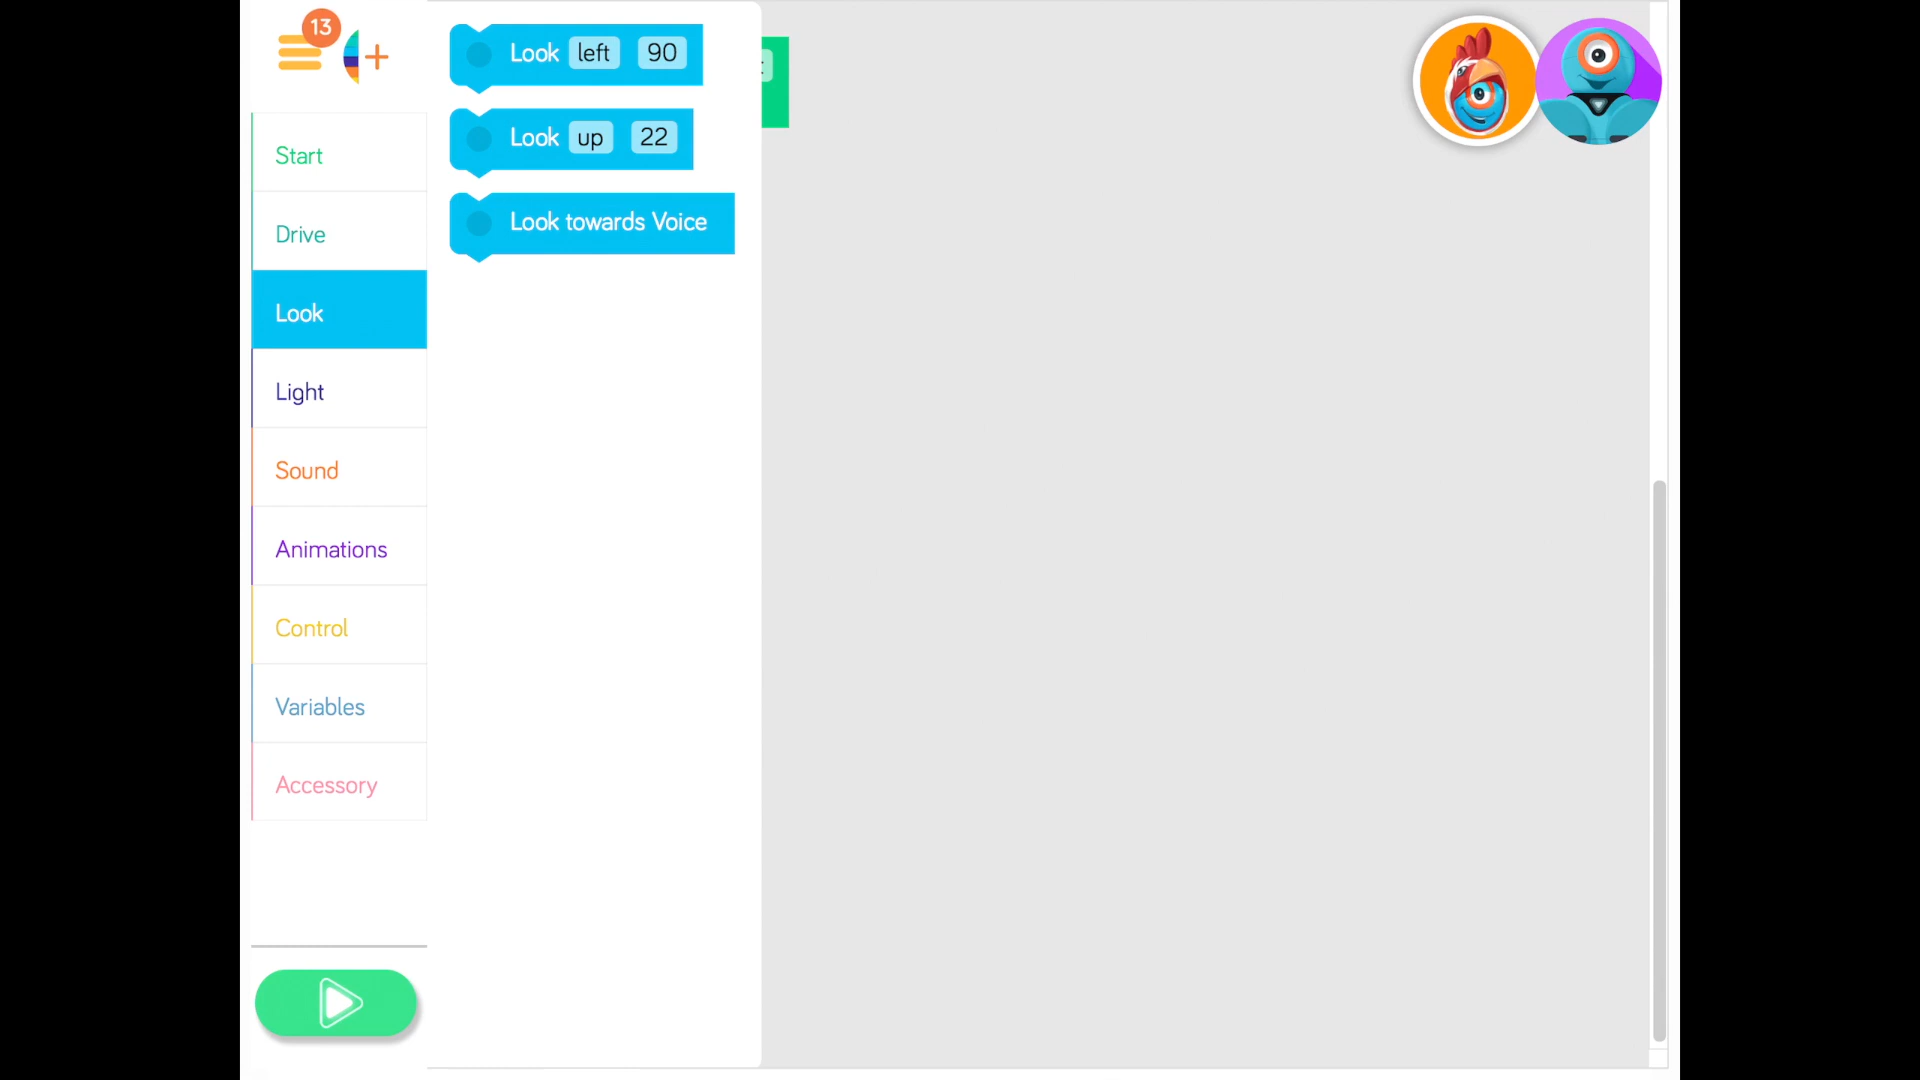 13
Start
Drive
Look
Light
Sound
Animations
Control
Variables
Accessory
Look left 90
Look up 22
Look towards Voice